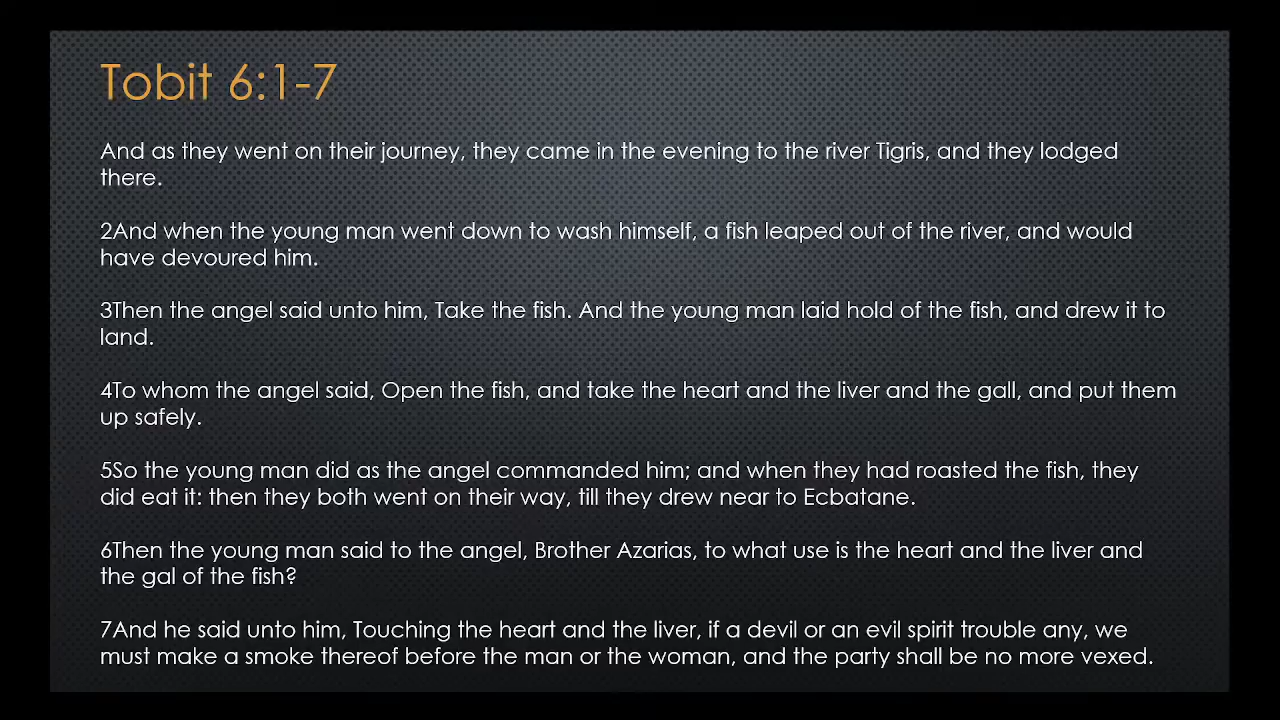 Tobit 6:1-7
And as they went on their journey, they came in the evening to the river Tigris, and they lodged
there.
2And when the young man went down to wash himself, a fish leaped out of the river, and would
have devoured him.
3Then the angel said unto him, Take the fish. And the young man laid hold of the fish, and drew it to
land.
4To whom the angel said, Open the fish, and take the heart and the liver and the gall, and put them
up safely.
5So the young man did as the angel commanded him; and when they had roasted the fish, they
did eat it: then they both went on their way, till they drew near to Ecbatane.
6Then the young man said to the angel, Brother Azarias, to what use is the heart and the liver and
the gal of the fish?
7And he said unto him, Touching the heart and the liver, if a devil or an evil spirit trouble any, we
must make a smoke thereof before the man or the woman, and the party shall be no more vexed.